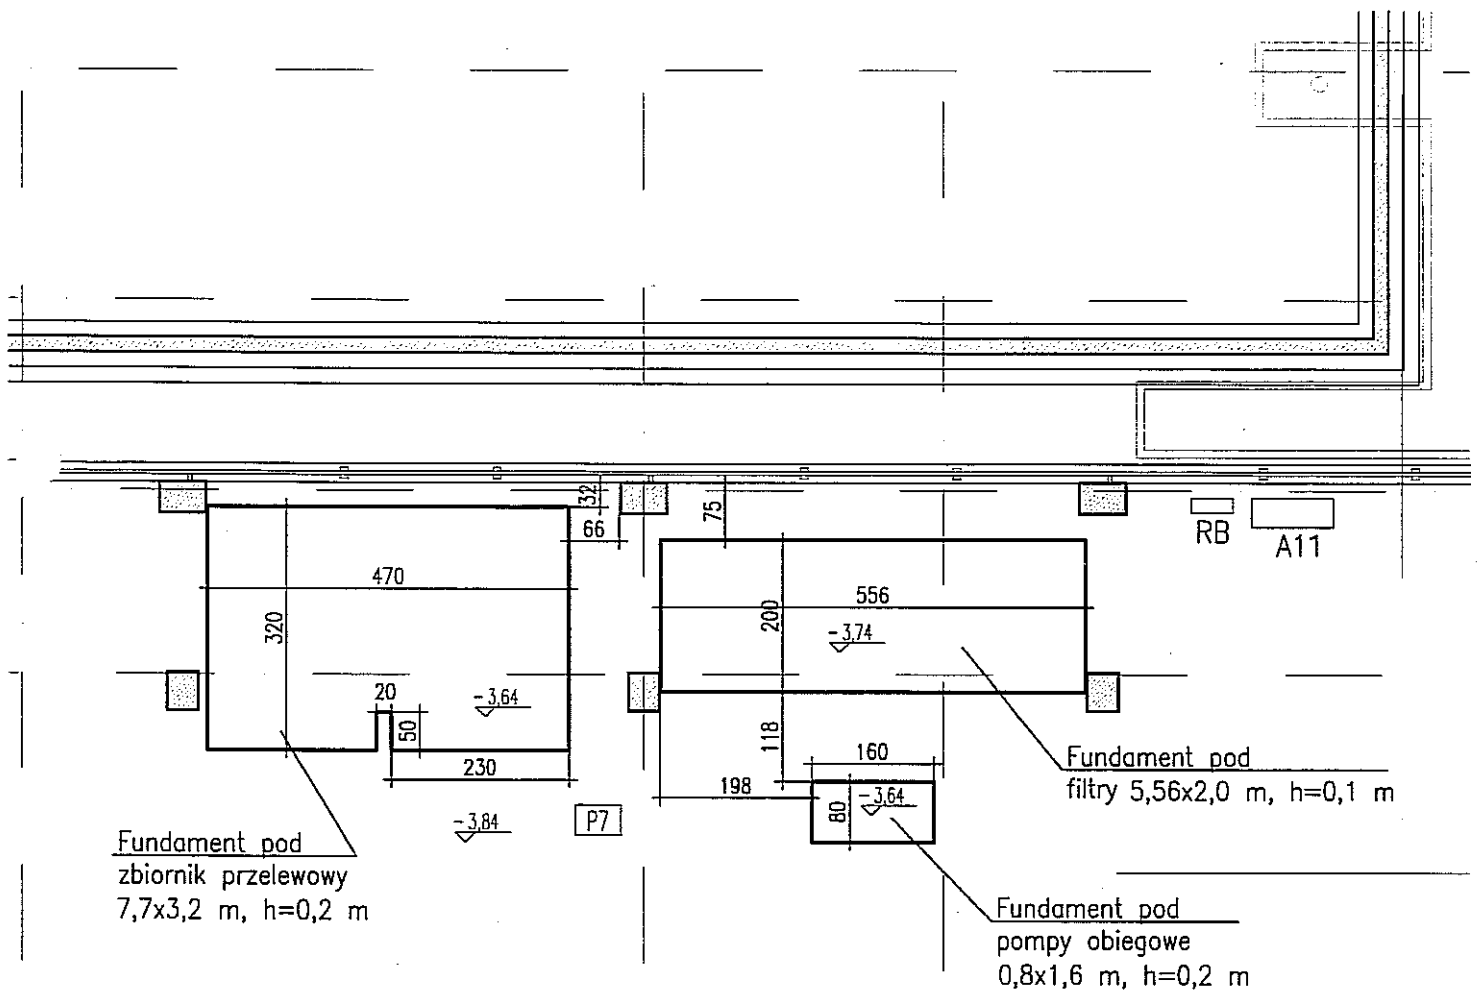 32
66
75
RB
A11
470
320
556
200
-3,74
20
-3,64
50
230
118
160
198
-3,64
80
-3,84
P7
Fundament pod
filtry 5,56x2,0 m, h=0,1 m
Fundament pod
zbiornik przelewowy
7,7x3,2 m, h=0,2 m
Fundament pod
pompy obiegowe
0,8x1,6 m, h=0,2 m